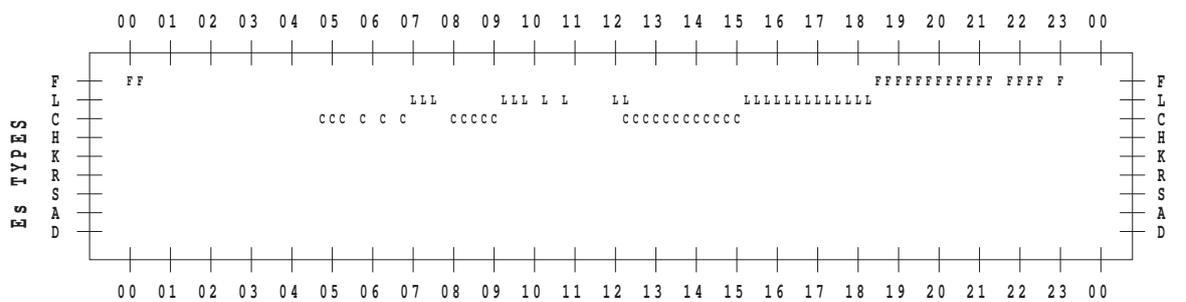 00 01 02 03 04 05 06 07 08 09 10 11 12 13 14 15 16 17 18 19 20 21 22 23 00
F FF FFFFFFFFFFFF FFFF F F
L LLL LLL L L LL LLLLLLLLLLLLL L
C CCC C C C CCCCC CCCCCCCCCCCC C
H H
K K
R R
S S
A A
D D
Es TYPES
00 01 02 03 04 05 06 07 08 09 10 11 12 13 14 15 16 17 18 19 20 21 22 23 00